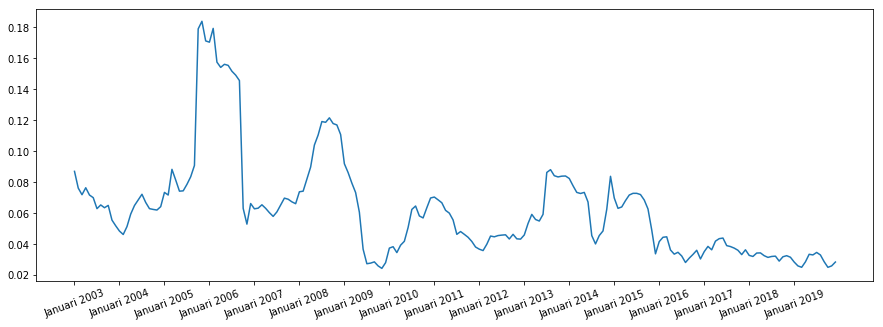 0.18
0.16
0.14
0.12
0.10
0.08
0.06
0.04
0.02
Januari 2003
Januari 2004
Januari 2005
Januari 2006
Januari 2007
Januari 2008
Januari 2009
Januari 2010
Januari 2011
Januari 2012
Januari 2013
Januari 2014
Januari 2015
Januari 2016
Januari 2017
Januari 2018
Januari 2019